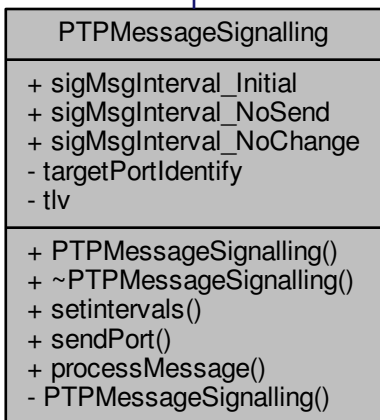 PTPMessageSignalling
+ sigMsgInterval_Initial
+ sigMsgInterval_NoSend
+ sigMsgInterval_NoChange
- targetPortIdentify
- tlv
+ PTPMessageSignalling()
+ ~PTPMessageSignalling()
+ setintervals()
+ sendPort()
+ processMessage()
- PTPMessageSignalling()